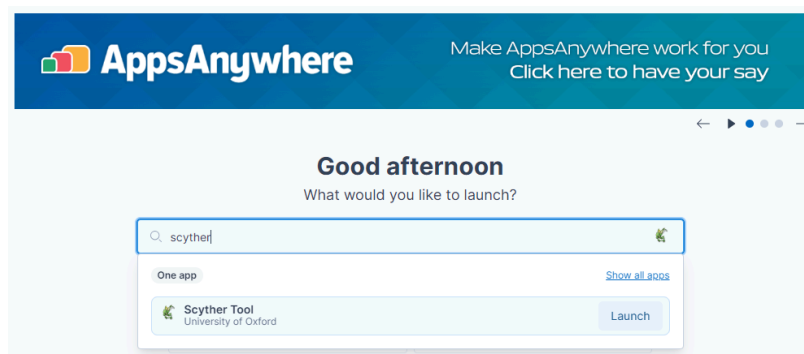 AppsAnywhere
Make AppsAnywhere work for you
Click here to have your say
Good afternoon
What would you like to launch?
scyther
One app
Show all apps
Scyther Tool
University of Oxford
Launch